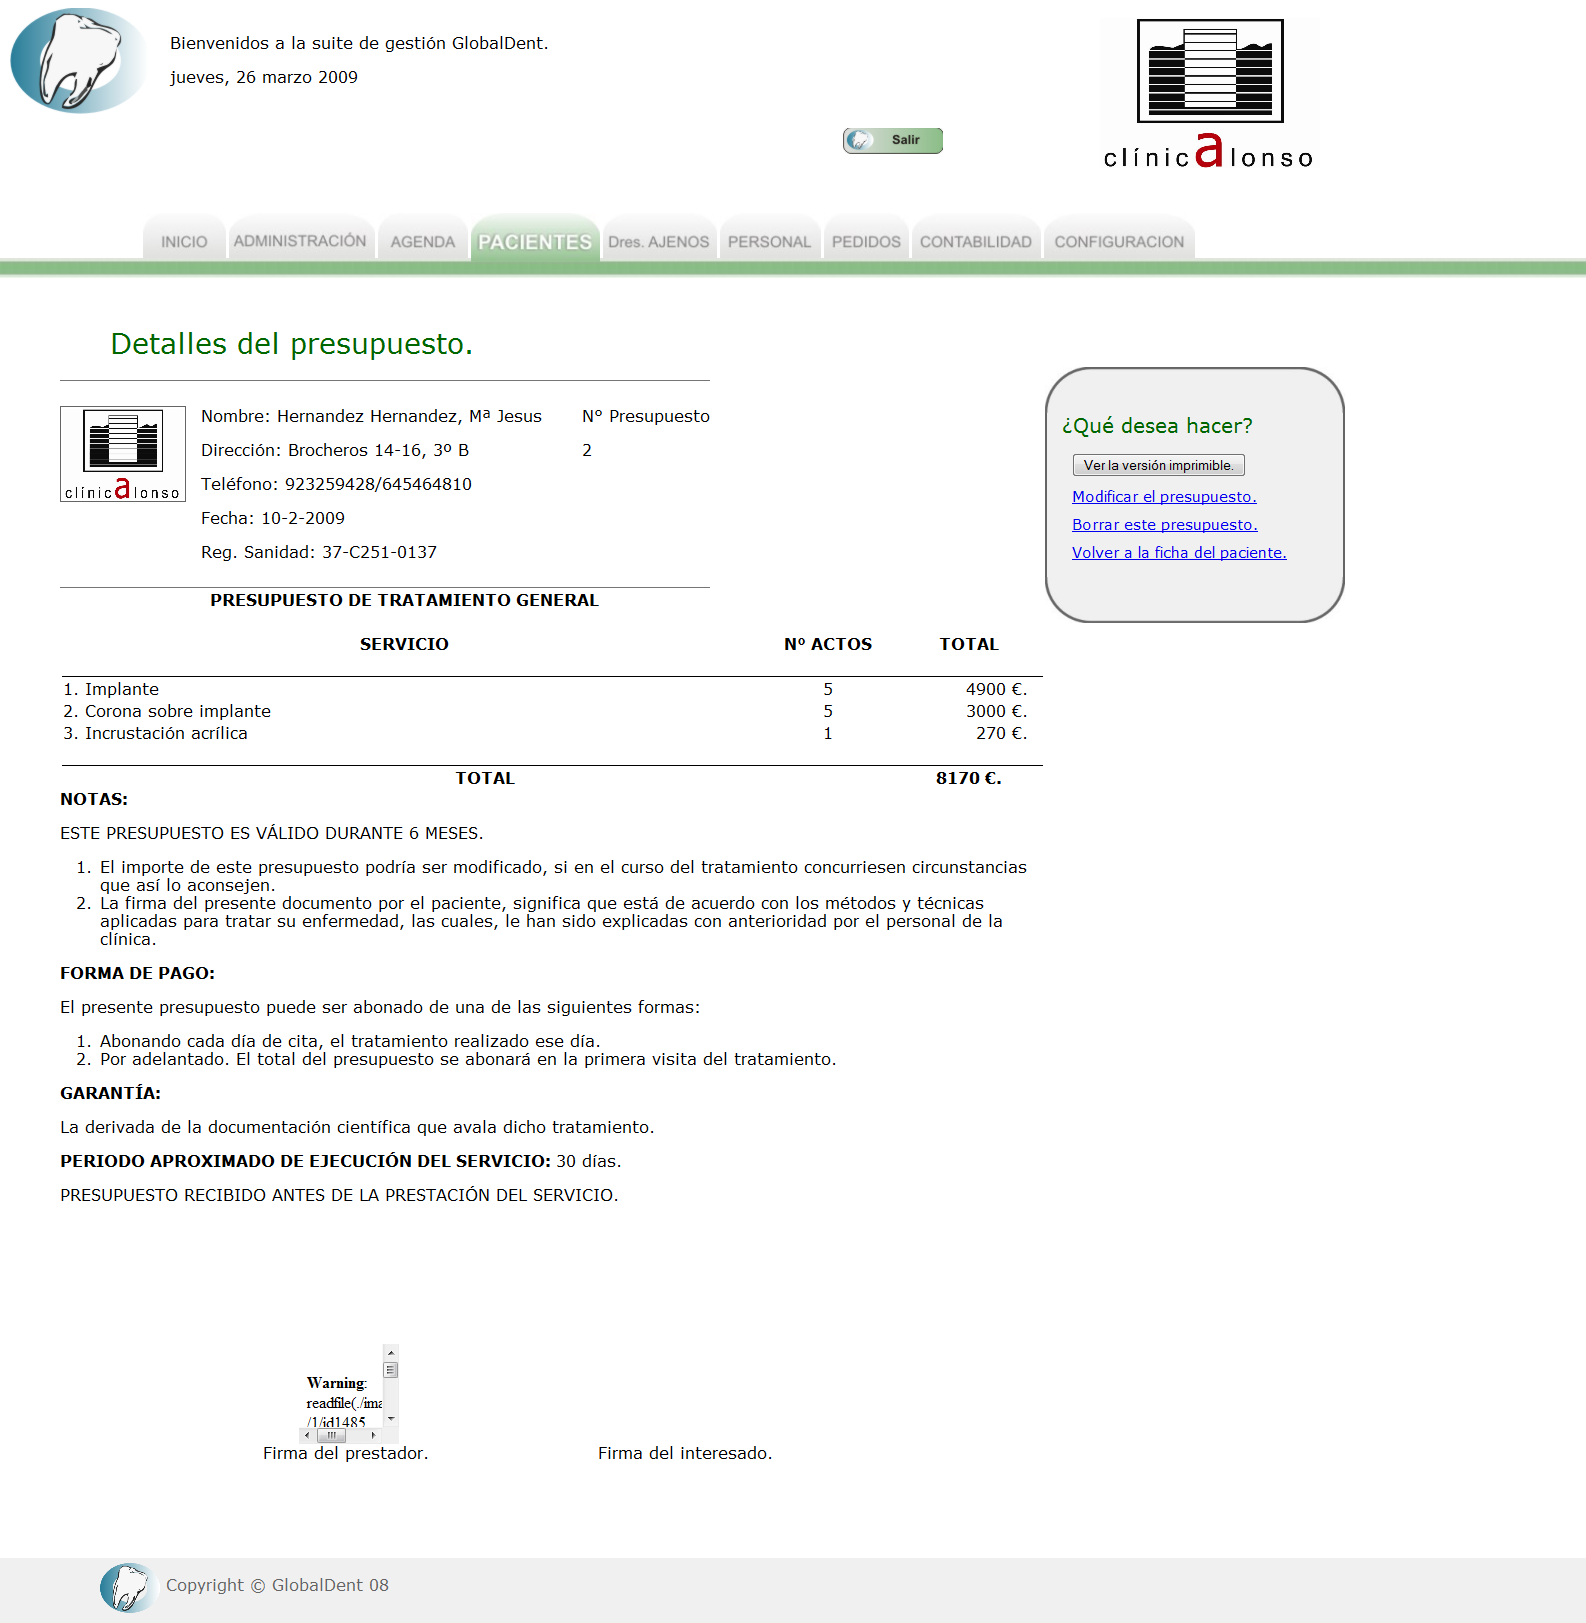 Bienvenidos a la suite de gestión GlobalDent.
jueves, 26 marzo 2009
Salir
clínicAlonso
INICIO ADMINISTRACIÓN AGENDA PACIENTES Dres. AJENOS PERSONAL PEDIDOS CONTABILIDAD CONFIGURACION
Detalles del presupuesto.
clínicalonso
Nombre: Hernandez Hernandez, Mª Jesus N° Presupuesto
Dirección: Brocheros 14-16, 3º B 2
Teléfono: 923259428/645464810
Fecha: 10-2-2009
Reg. Sanidad: 37-C251-0137
¿Qué desea hacer?
Ver la versión imprimible.
Modificar el presupuesto.
Borrar este presupuesto.
Volver a la ficha del paciente.
PRESUPUESTO DE TRATAMIENTO GENERAL
SERVICIO Nº ACTOS TOTAL
1. Implante 5 4900 €.
2. Corona sobre implante 5 3000 €.
3. Incrustación acrílica 1 270 €.
TOTAL 8170 €.
NOTAS:
ESTE PRESUPUESTO ES VÁLIDO DURANTE 6 MESES.
1. El importe de este presupuesto podría ser modificado, si en el curso del tratamiento concurriesen circunstancias
que así lo aconsejen.
2. La firma del presente documento por el paciente, significa que está de acuerdo con los métodos y técnicas
aplicadas para tratar su enfermedad, las cuales, le han sido explicadas con anterioridad por el personal de la
clínica.
FORMA DE PAGO:
El presente presupuesto puede ser abonado de una de las siguientes formas:
1. Abonando cada día de cita, el tratamiento realizado ese día.
2. Por adelantado. El total del presupuesto se abonará en la primera visita del tratamiento.
GARANTÍA:
La derivada de la documentación científica que avala dicho tratamiento.
PERIODO APROXIMADO DE EJECUCIÓN DEL SERVICIO: 30 días.
PRESUPUESTO RECIBIDO ANTES DE LA PRESTACIÓN DEL SERVICIO.
Warning:
readfile(./ima
/1/id1485
Firma del prestador. Firma del interesado.
Copyright © GlobalDent 08